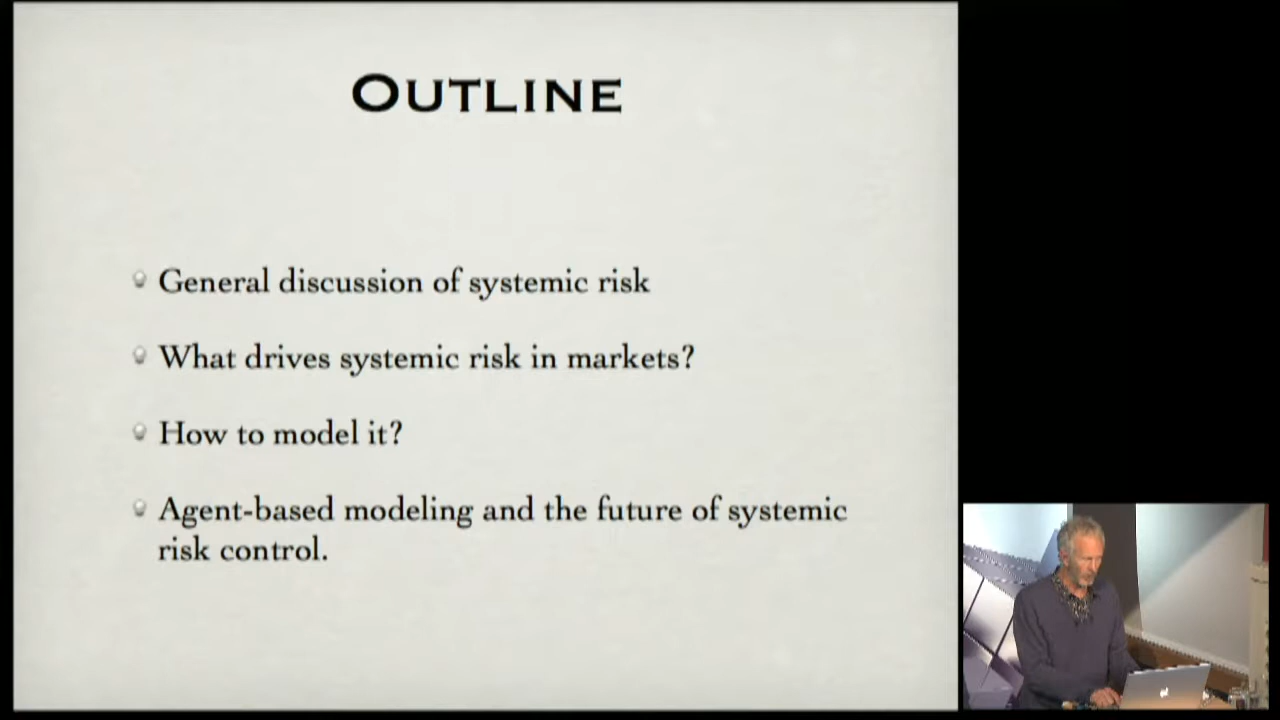 OUTLINE
General discussion of systemic risk
What drives systemic risk in markets?
How to model it?
Agent-based modeling and the future of systemic
risk control.